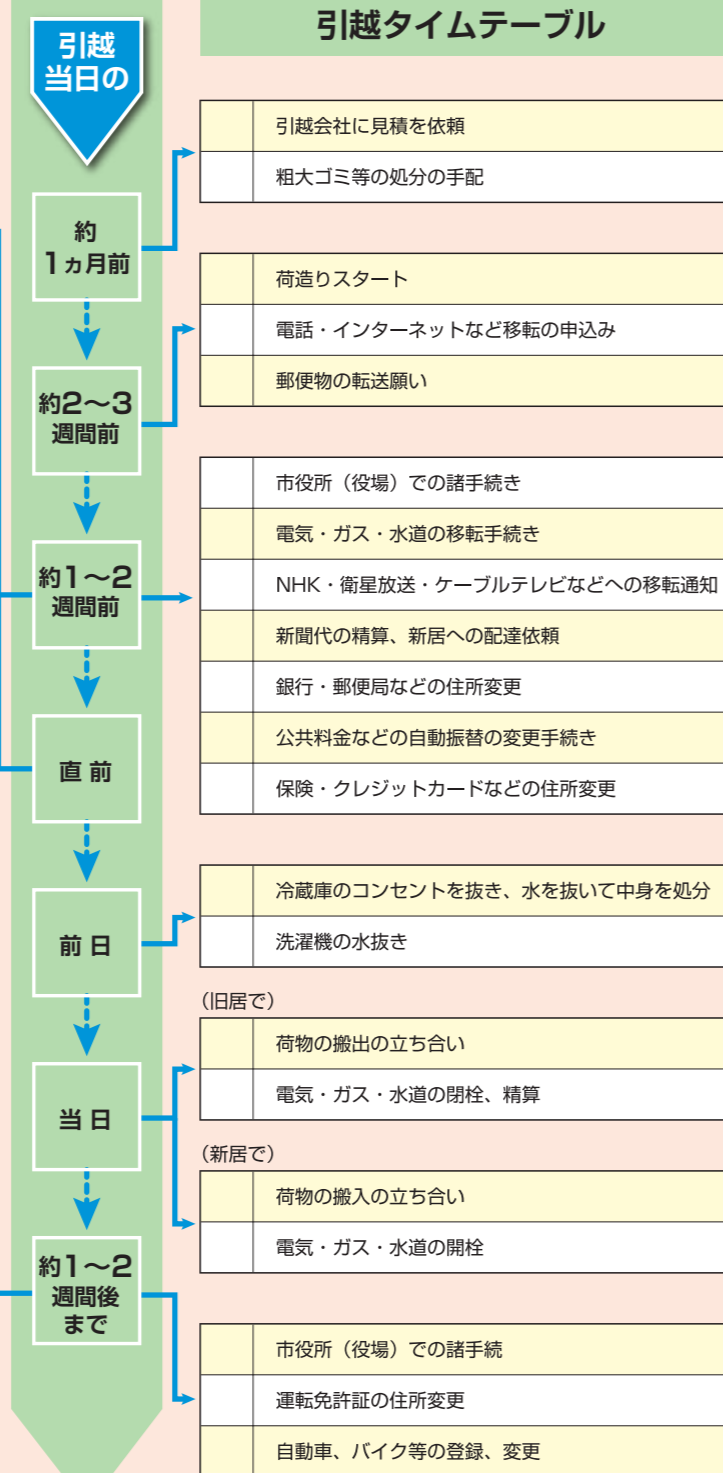 引越
当日の
引越タイムテーブル
約
1ヵ月前
引越会社に見積を依頼
粗大ゴミ等の処分の手配
約2〜3
週間前
荷造りスタート
電話・インターネットなど移転の申込み
郵便物の転送願い
約1〜2
週間前
市役所（役場）での諸手続き
電気・ガス・水道の移転手続き
NHK・衛星放送・ケーブルテレビなどへの移転通知
新聞代の精算、新居への配達依頼
銀行・郵便局などの住所変更
公共料金などの自動振替の変更手続き
保険・クレジットカードなどの住所変更
直前
前日
冷蔵庫のコンセントを抜き、水を抜いて中身を処分
洗濯機の水抜き
当日
（旧居で）
荷物の搬出の立ち合い
電気・ガス・水道の閉栓、精算
（新居で）
荷物の搬入の立ち合い
電気・ガス・水道の開栓
約1〜2
週間後
まで
市役所（役場）での諸手続
運転免許証の住所変更
自動車、バイク等の登録、変更